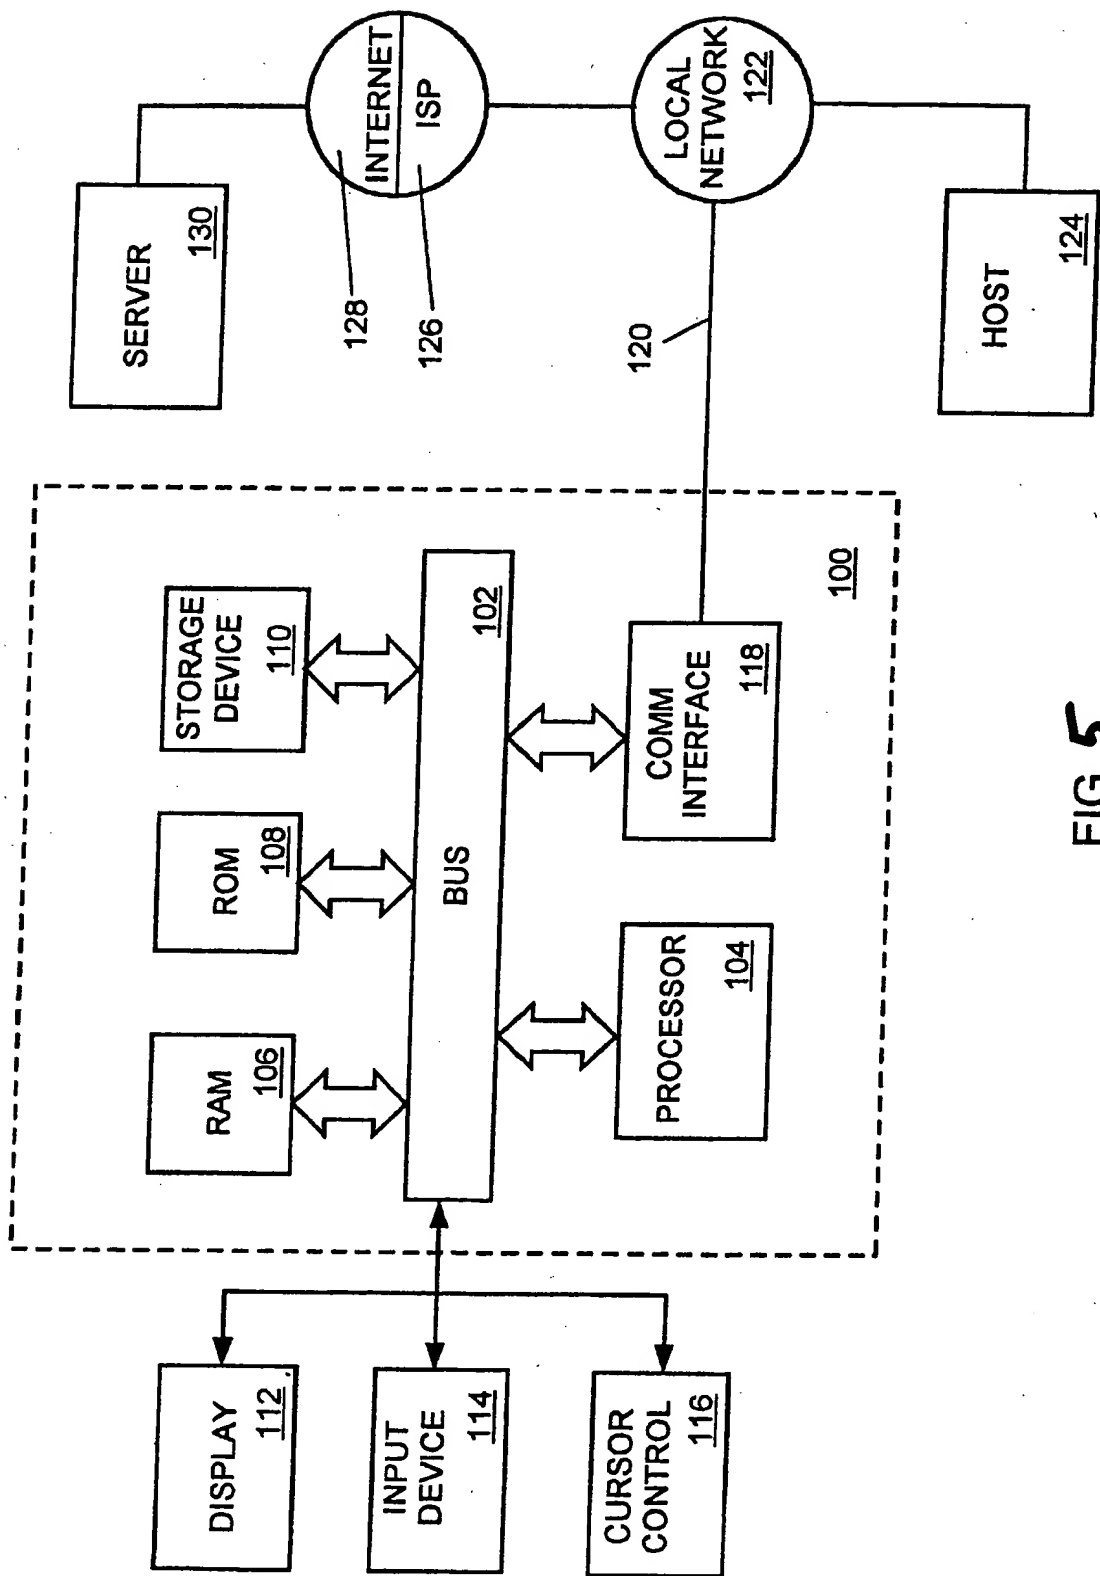 DISPLAY
112
INPUT
DEVICE
114
CURSOR
CONTROL
116
RAM
106
ROM
108
STORAGE
DEVICE
110
BUS
102
PROCESSOR
104
COMM
INTERFACE
118
100
120
SERVER
130
128
126
INTERNET
ISP
LOCAL
NETWORK
122
HOST
124
FIG. 5